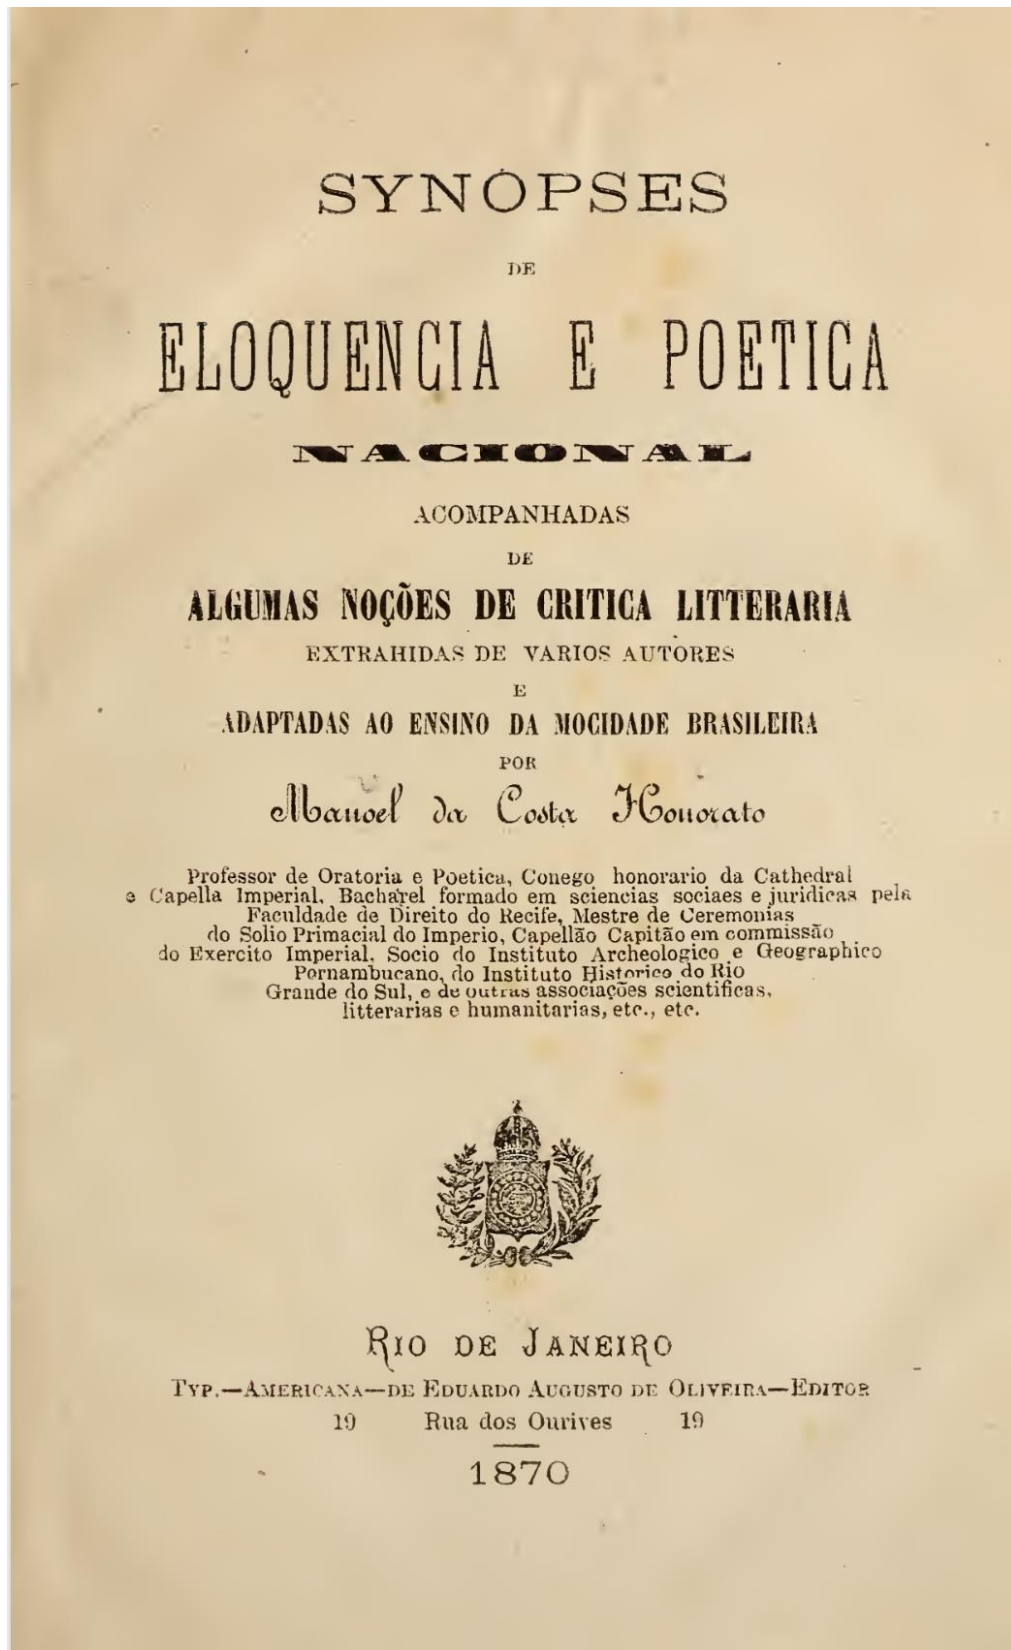 SYNOPSES
DE
ELOQUENCIA E POETICA
NACIONAL
ACOMPANHADAS
DE
ALGUMAS NOÇÕES DE CRITICA LITTERARIA
EXTRAHIDAS DE VARIOS AUTORES
E
ADAPTADAS AO ENSINO DA MOCIDADE BRASILEIRA
POR
Manoel da Costa Honorato
Professor de Oratoria e Poetica, Conego honorario da Cathedral
e Capella Imperial, Bacharel formado em sciencias sociaes e juridicas pela
Faculdade de Direito do Recife, Mestre de Ceremonias
do Solio Primacial do Imperio, Capellão Capitão em commissão
do Exercito Imperial, Socio do Instituto Archeologico e Geographico
Pornambucano, do Instituto Historico do Rio
Grande do Sul, e de outras associações scientificas,
litterarias e humanitarias, etc., etc.
RIO DE JANEIRO
TYP.—AMERICANA—DE EDUARDO AUGUSTO DE OLIVEIRA—EDITOR
19 Rua dos Ourives 19
1870